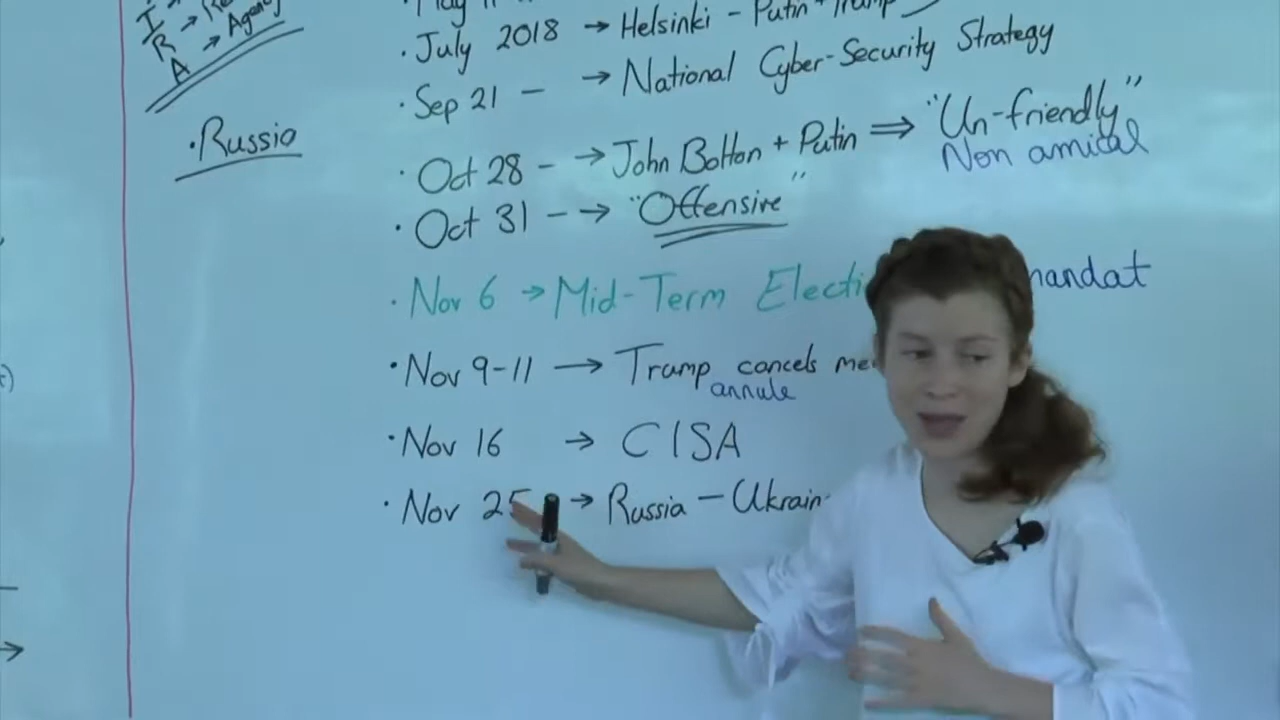 I
R → 
A → Agency
· Russia
· May 11
· July 2018 → Helsinki - Putin + Trump
· Sep 21 - → National Cyber-Security Strategy
· Oct 28 - → John Bolton + Putin ⇒ "Un-friendly"
Non amical
· Oct 31 - → "Offensive"
· Nov 6 → Mid-Term Electi mandat
· Nov 9-11 → Trump cancels me
annule
· Nov 16 → CISA
· Nov 25 → Russia - Ukrain